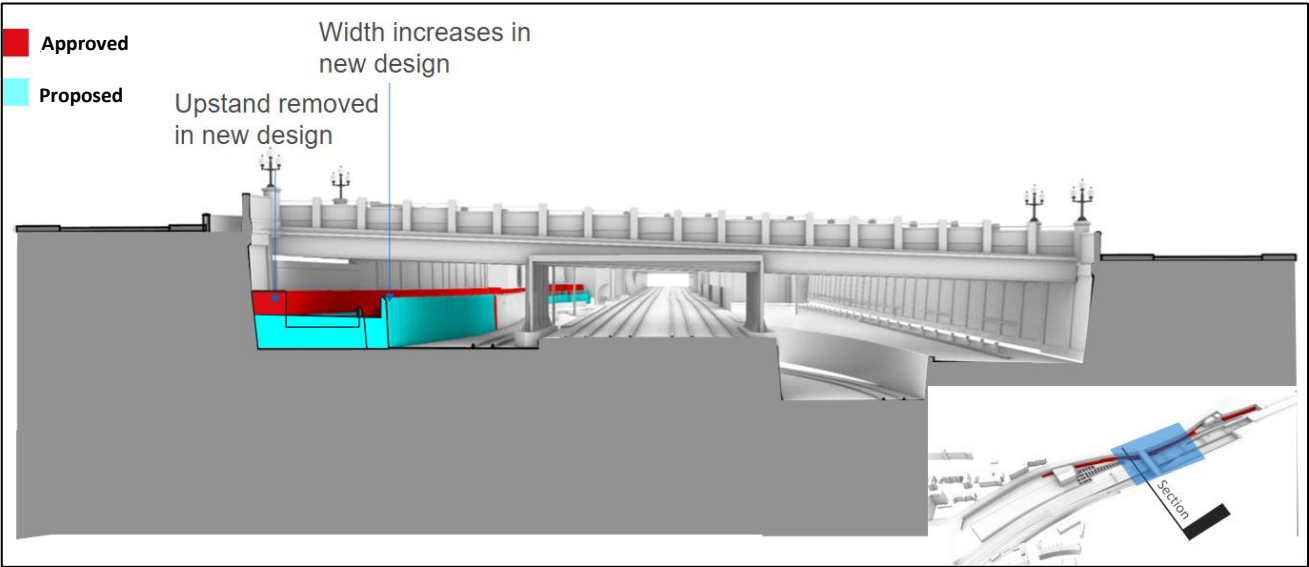 Approved
Proposed
Width increases in
new design
Upstand removed
in new design
Section